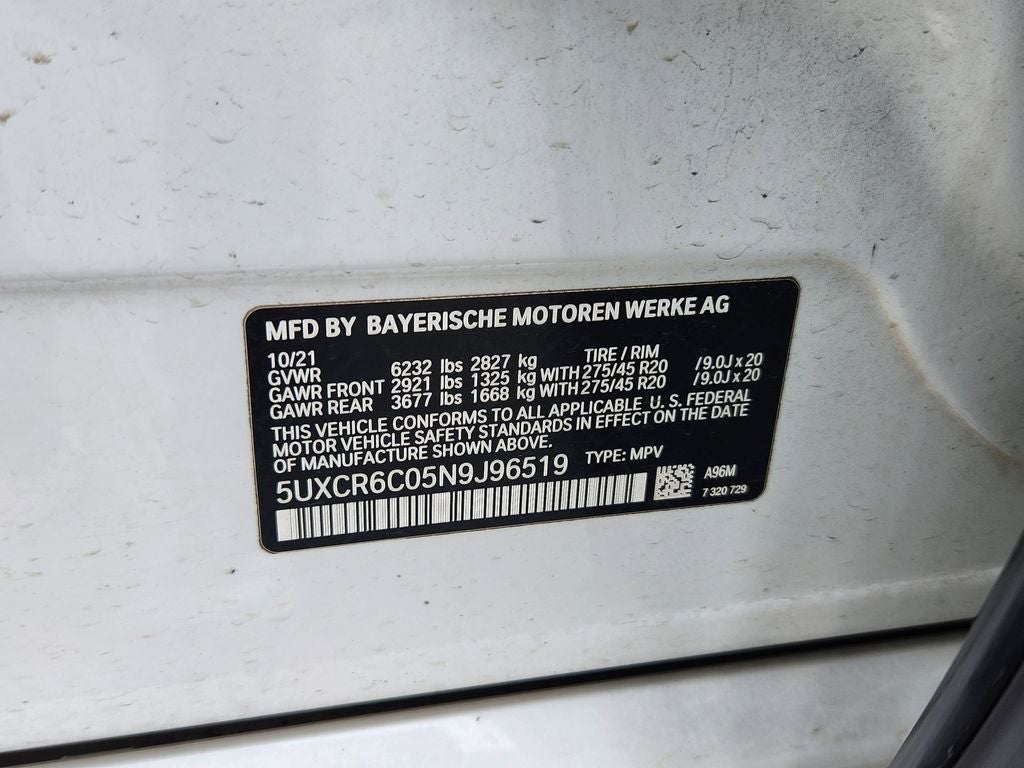 MFD BY BAYERISCHE MOTOREN WERKE AG
10/21 TIRE / RIM
GVWR 6232 lbs 2827 kg
GAWR FRONT 2921 lbs 1325 kg WITH 275/45 R20 /9.0J x 20
GAWR REAR 3677 lbs 1668 kg WITH 275/45 R20 /9.0J x 20
THIS VEHICLE CONFORMS TO ALL APPLICABLE U. S. FEDERAL
MOTOR VEHICLE SAFETY STANDARDS IN EFFECT ON THE DATE
OF MANUFACTURE SHOWN ABOVE.
5UXCR6C05N9J96519 TYPE: MPV
A96M
7 320 729